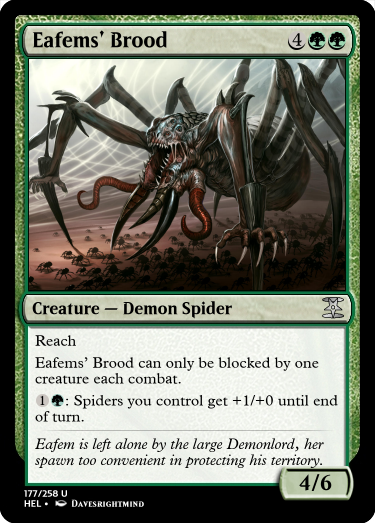 Eafems' Brood 4
Creature — Demon Spider
Reach
Eafems' Brood can only be blocked by one
creature each combat.
1 : Spiders you control get +1/+0 until end
of turn.
Eafem is left alone by the large Demonlord, her
spawn too convenient in protecting his territory.
4/6
177/258 U
HEL • Davesrightmind